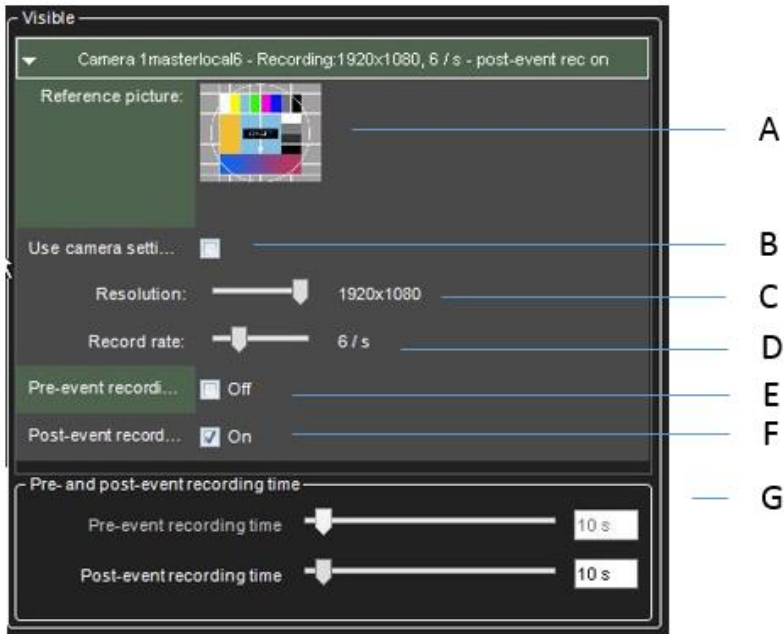 Visible
Camera 1masterlocal6 - Recording:1920x1080, 6 / s - post-event rec on
Reference picture:
A
Use camera setti...
B
Resolution:
1920x1080
C
Record rate:
6 / s
D
Pre-event recordi...
Off
E
Post-event record...
On
F
Pre- and post-event recording time
G
Pre-event recording time
10 s
Post-event recording time
10 s